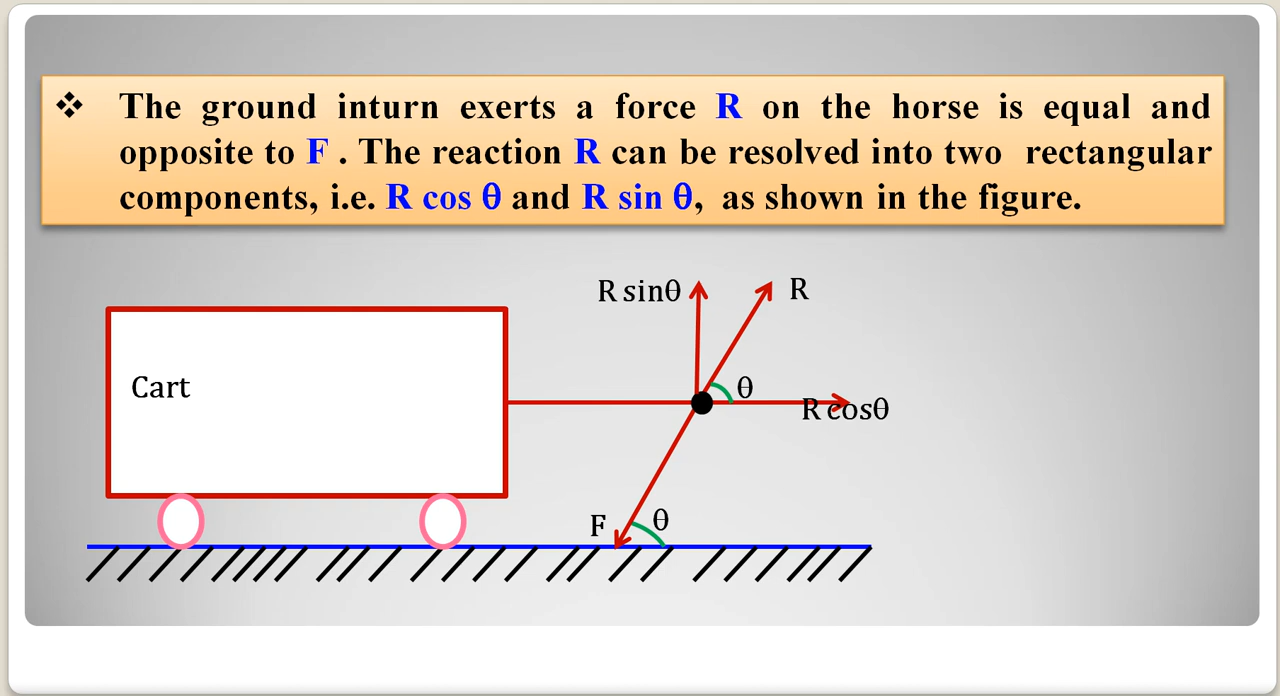 ❖ The ground inturn exerts a force R on the horse is equal and
opposite to F . The reaction R can be resolved into two rectangular
components, i.e. R cos θ and R sin θ, as shown in the figure.
R sinθ
R
Cart
θ
R cosθ
F
θ